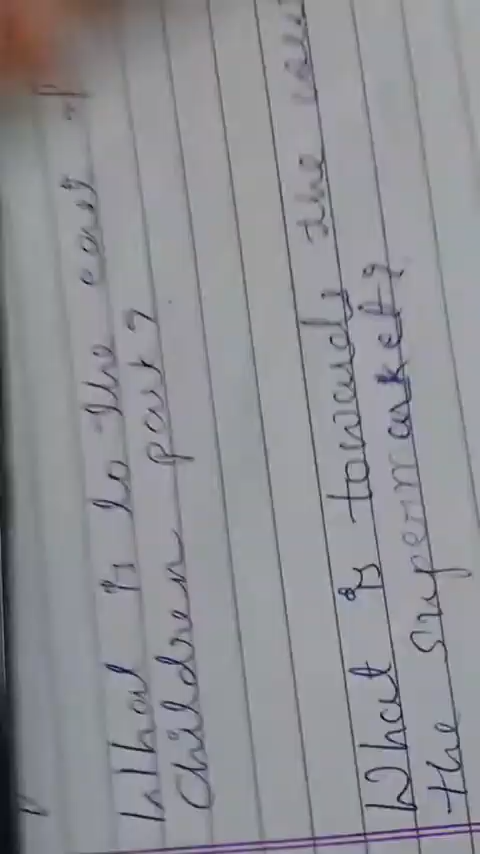 What is to the east of
Children park?
What is towards the
the supermarket?